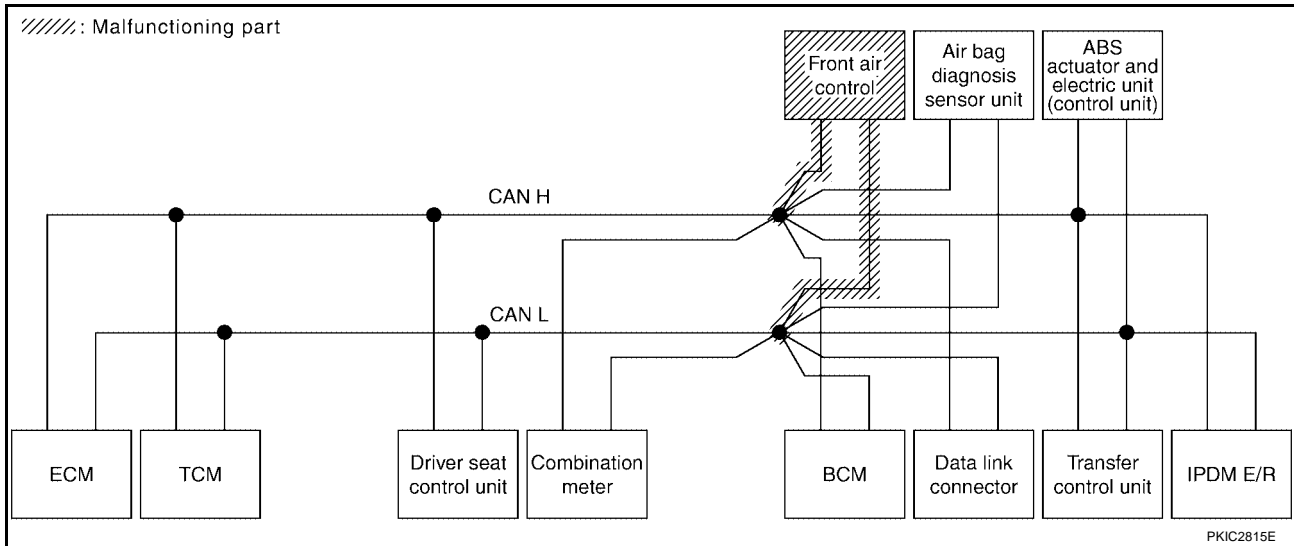 : Malfunctioning part
Front air
control
Air bag
diagnosis
sensor unit
ABS
actuator and
electric unit
(control unit)
CAN H
CAN L
ECM
TCM
Driver seat
control unit
Combination
meter
BCM
Data link
connector
Transfer
control unit
IPDM E/R
PKIC2815E